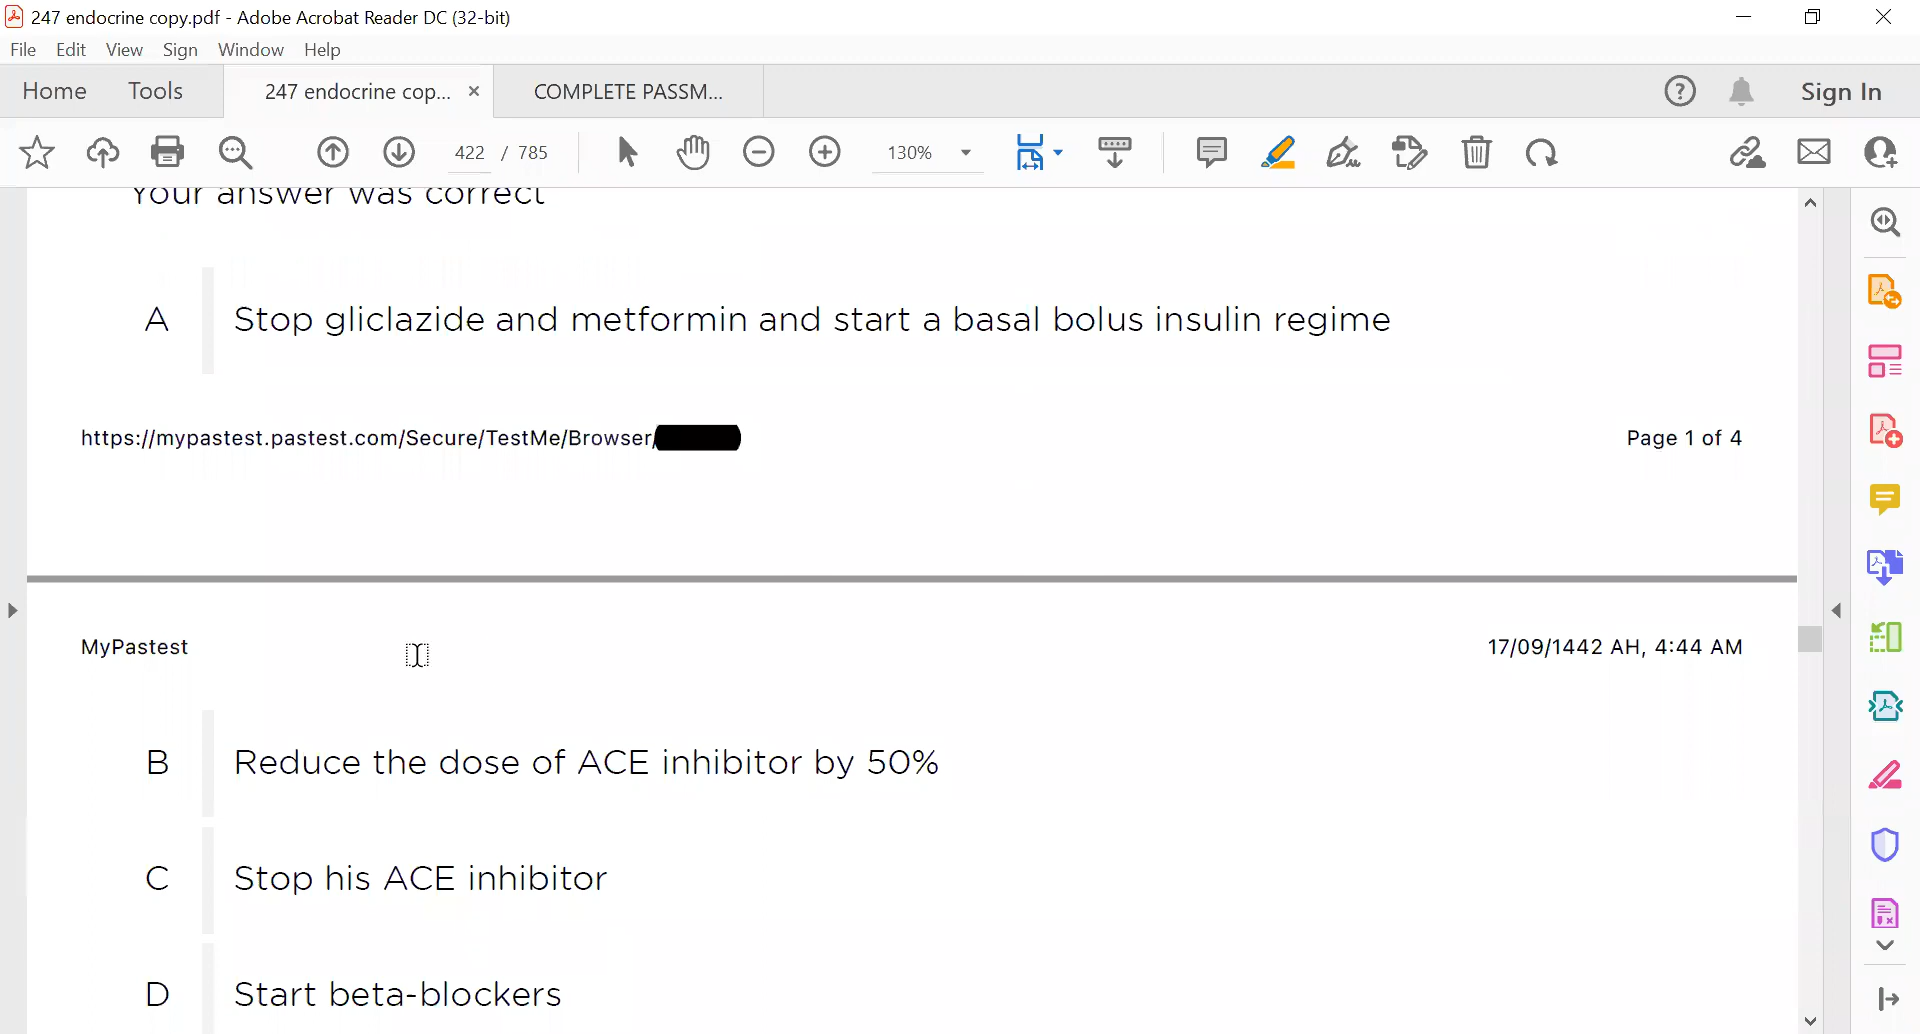 247 endocrine copy.pdf - Adobe Acrobat Reader DC (32-bit)
File Edit View Sign Window Help
Home Tools 247 endocrine cop... × COMPLETE PASSM... Sign In
422 / 785 130%
Your answer was correct
A Stop gliclazide and metformin and start a basal bolus insulin regime
https://mypastest.pastest.com/Secure/TestMe/Browser/ Page 1 of 4
MyPastest 17/09/1442 AH, 4:44 AM
B Reduce the dose of ACE inhibitor by 50%
C Stop his ACE inhibitor
D Start beta-blockers